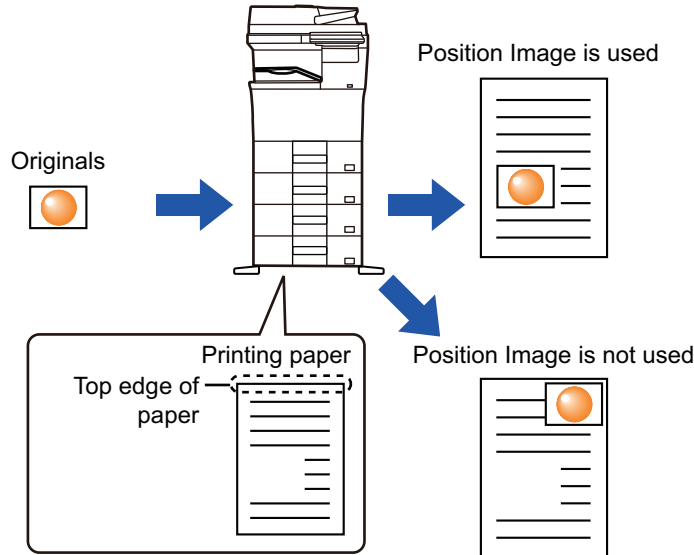 Position Image is used
Originals
Printing paper
Top edge of
paper
Position Image is not used